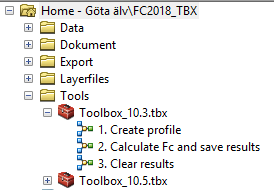 Home - Göta älv\FC2018_TBX
Data
Dokument
Export
Layerfiles
Tools
Toolbox_10.3.tbx
1. Create profile
2. Calculate Fc and save results
3. Clear results
Toolbox_10.5.tbx